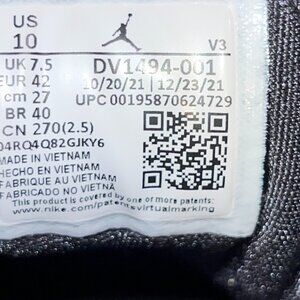 US
10
V3
UK 7.5
EUR 42
cm 27
BR 40
CN 270(2.5)
DV1494-001
10/20/21 | 12/23/21
UPC 00195870624729
04RQ4Q82GJKY6
MADE IN VIETNAM
HECHO EN VIETNAM
FABRIQUE AU VIETNAM
FABRICADO NO VIETNAM
This product is covered by one or more patents.
www.nike.com/patentsvirtualmarking